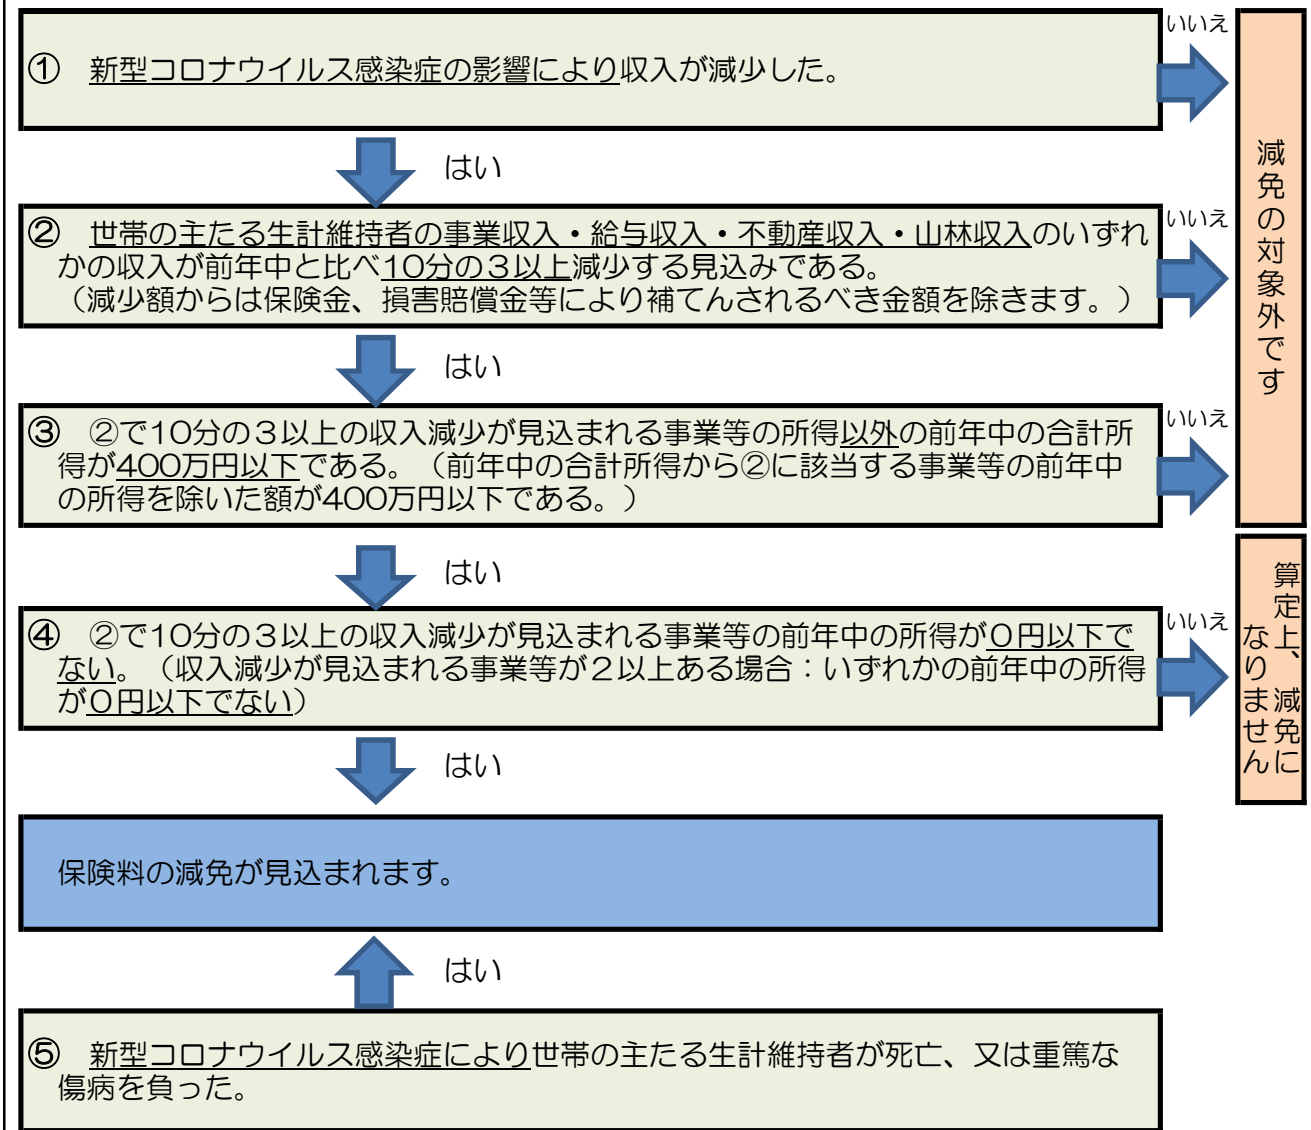 ① 新型コロナウイルス感染症の影響により収入が減少した。
いいえ
はい
② 世帯の主たる生計維持者の事業収入・給与収入・不動産収入・山林収入のいずれ
かの収入が前年中と比べ10分の３以上減少する見込みである。
（減少額からは保険金、損害賠償金等により補てんされるべき金額を除きます。）
いいえ
はい
③ ②で10分の３以上の収入減少が見込まれる事業等の所得以外の前年中の合計所
得が400万円以下である。（前年中の合計所得から②に該当する事業等の前年中
の所得を除いた額が400万円以下である。）
いいえ
減免の対象外です
はい
④ ②で10分の３以上の収入減少が見込まれる事業等の前年中の所得が０円以下で
ない。（収入減少が見込まれる事業等が２以上ある場合：いずれかの前年中の所得
が０円以下でない）
いいえ
算定上、減免に
なりません
はい
保険料の減免が見込まれます。
はい
⑤ 新型コロナウイルス感染症により世帯の主たる生計維持者が死亡、又は重篤な
傷病を負った。